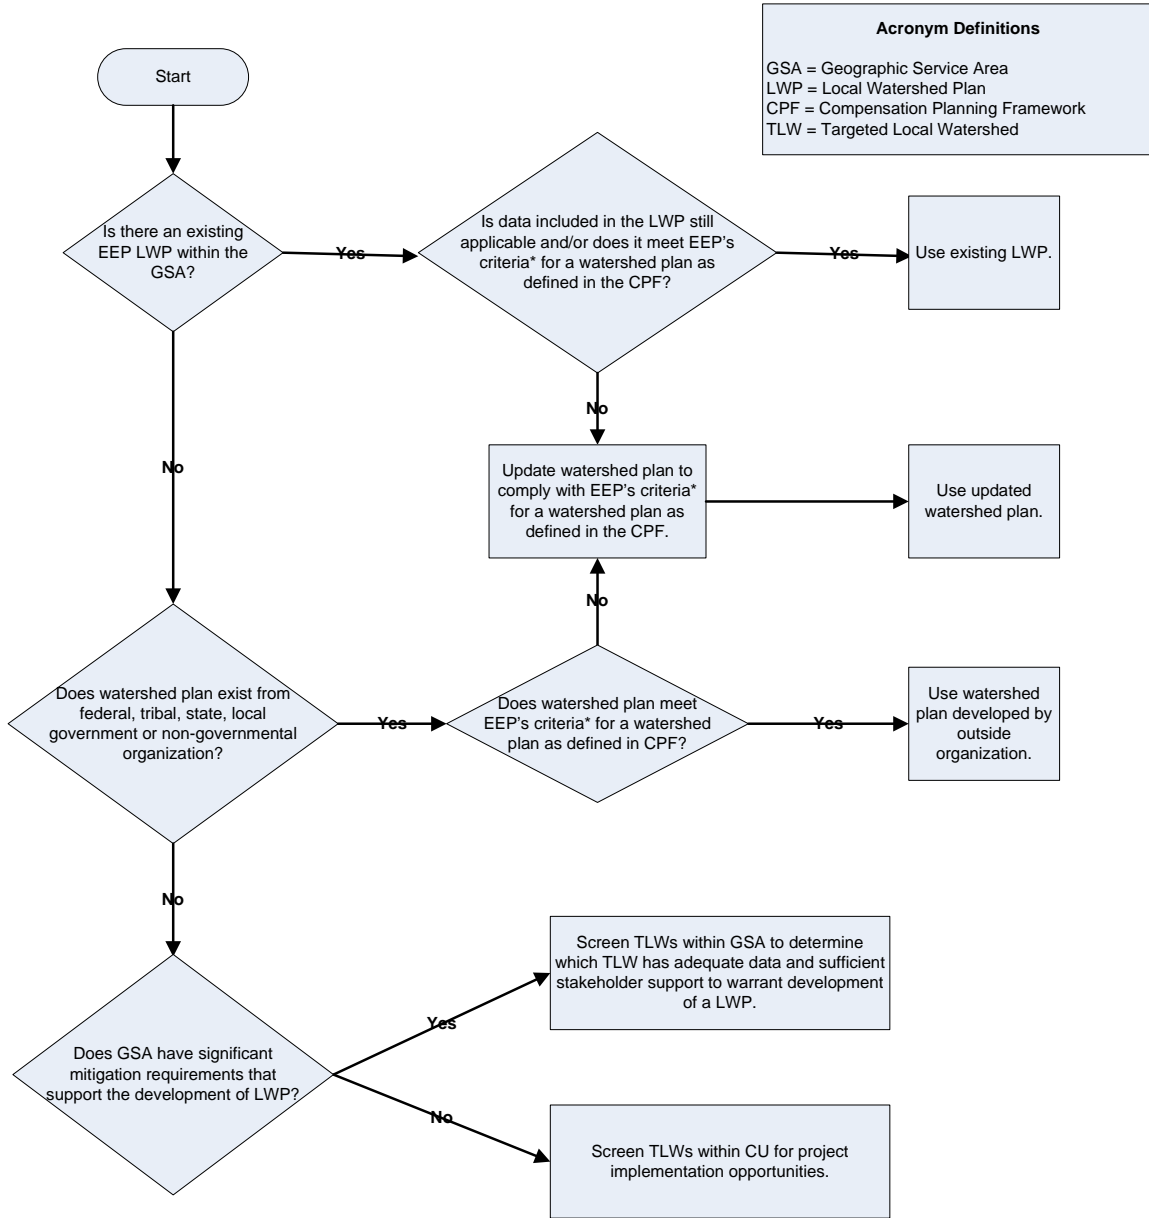 Acronym Definitions
GSA = Geographic Service Area
LWP = Local Watershed Plan
CPF = Compensation Planning Framework
TLW = Targeted Local Watershed
Start
Is there an existing
EEP LWP within the
GSA?
Yes
Is data included in the LWP still
applicable and/or does it meet EEP's
criteria* for a watershed plan as
defined in the CPF?
Yes
Use existing LWP.
No
No
Update watershed plan to
comply with EEP's criteria*
for a watershed plan as
defined in the CPF.
Use updated
watershed plan.
No
Does watershed plan exist from
federal, tribal, state, local
government or non-governmental
organization?
Yes
Does watershed plan meet
EEP's criteria* for a watershed
plan as defined in CPF?
Yes
Use watershed
plan developed by
outside
organization.
No
Does GSA have significant
mitigation requirements that
support the development of LWP?
Yes
Screen TLWs within GSA to determine
which TLW has adequate data and sufficient
stakeholder support to warrant development
of a LWP.
No
Screen TLWs within CU for project
implementation opportunities.